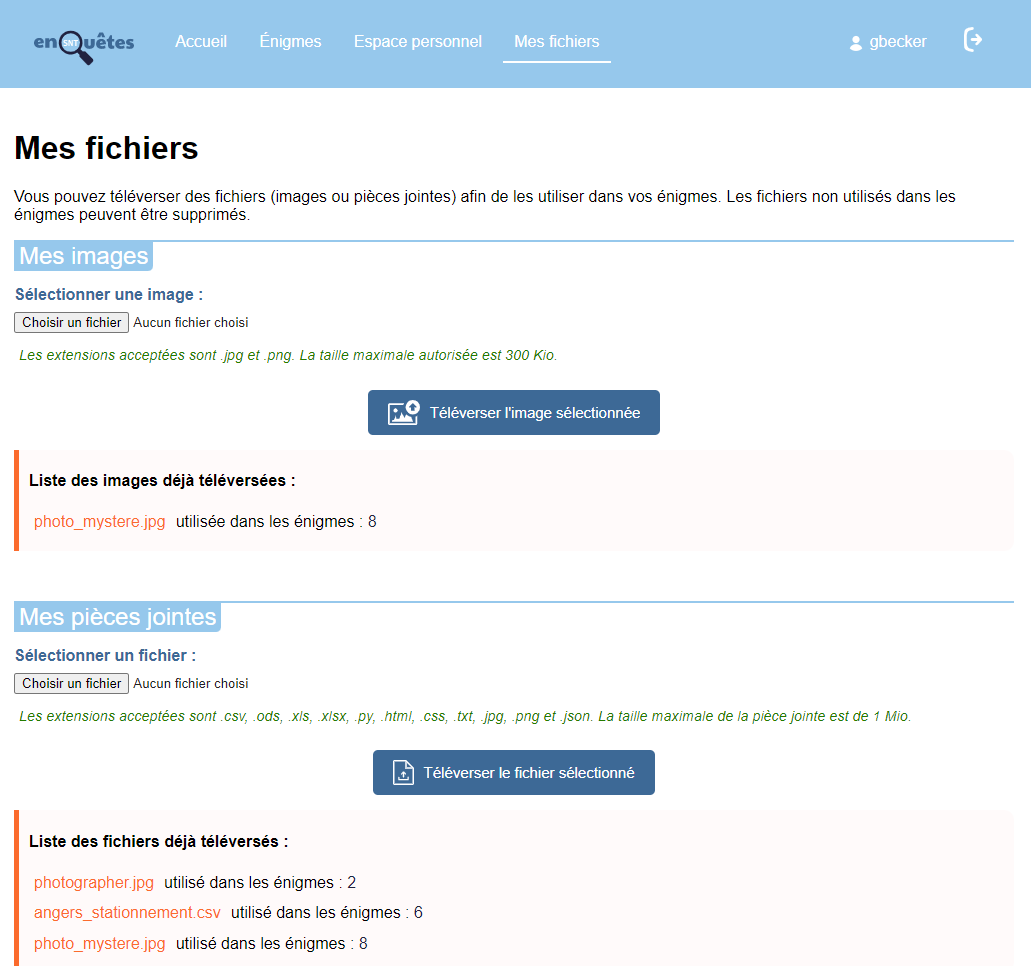 enQuêtes
SNT
Accueil
Énigmes
Espace personnel
Mes fichiers
gbecker
Mes fichiers
Vous pouvez téléverser des fichiers (images ou pièces jointes) afin de les utiliser dans vos énigmes. Les fichiers non utilisés dans les
énigmes peuvent être supprimés.
Mes images
Sélectionner une image :
Choisir un fichier Aucun fichier choisi
Les extensions acceptées sont .jpg et .png. La taille maximale autorisée est 300 Kio.
Téléverser l'image sélectionnée
Liste des images déjà téléversées :
photo_mystere.jpg utilisée dans les énigmes : 8
Mes pièces jointes
Sélectionner un fichier :
Choisir un fichier Aucun fichier choisi
Les extensions acceptées sont .csv, .ods, .xls, .xlsx, .py, .html, .css, .txt, .jpg, .png et .json. La taille maximale de la pièce jointe est de 1 Mio.
Téléverser le fichier sélectionné
Liste des fichiers déjà téléversés :
photographer.jpg utilisé dans les énigmes : 2
angers_stationnement.csv utilisé dans les énigmes : 6
photo_mystere.jpg utilisé dans les énigmes : 8